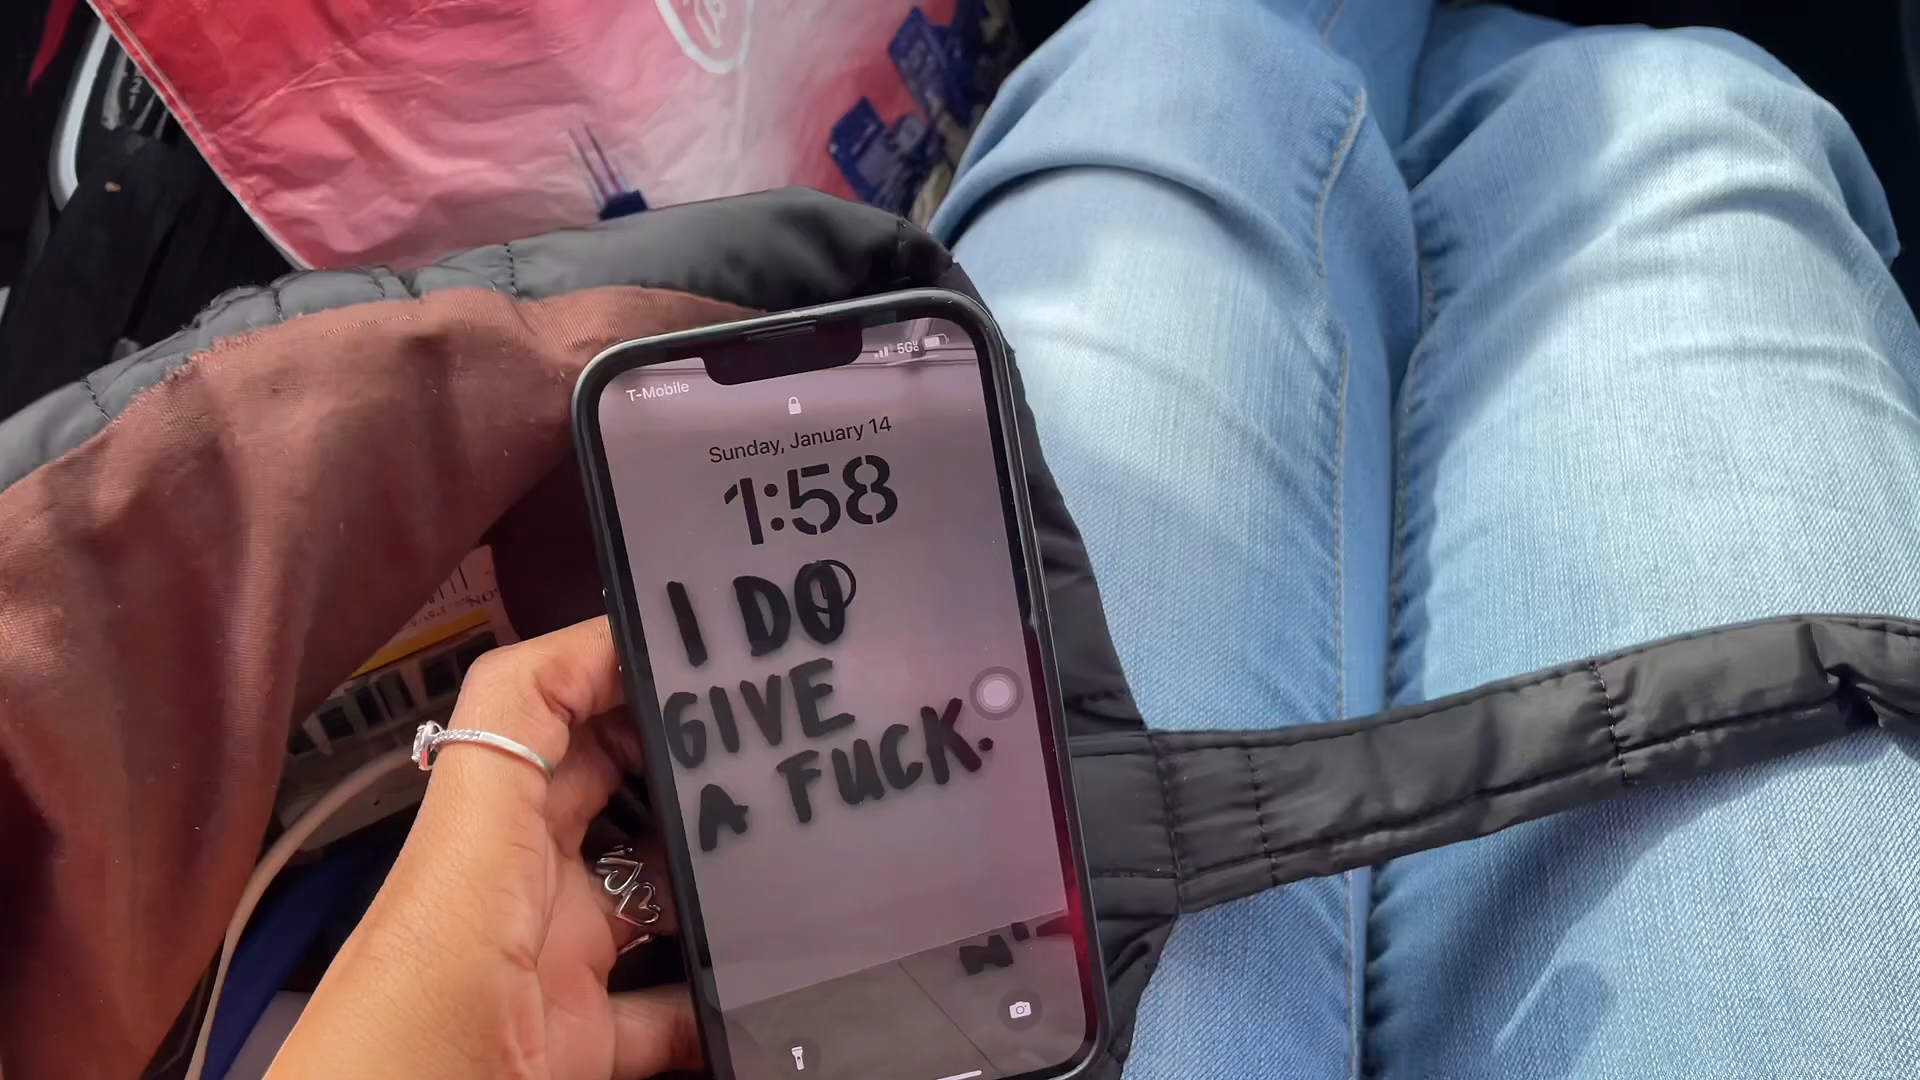 T-Mobile 5G
Sunday, January 14
1:58
I DO
GIVE
A FUCK.
N'